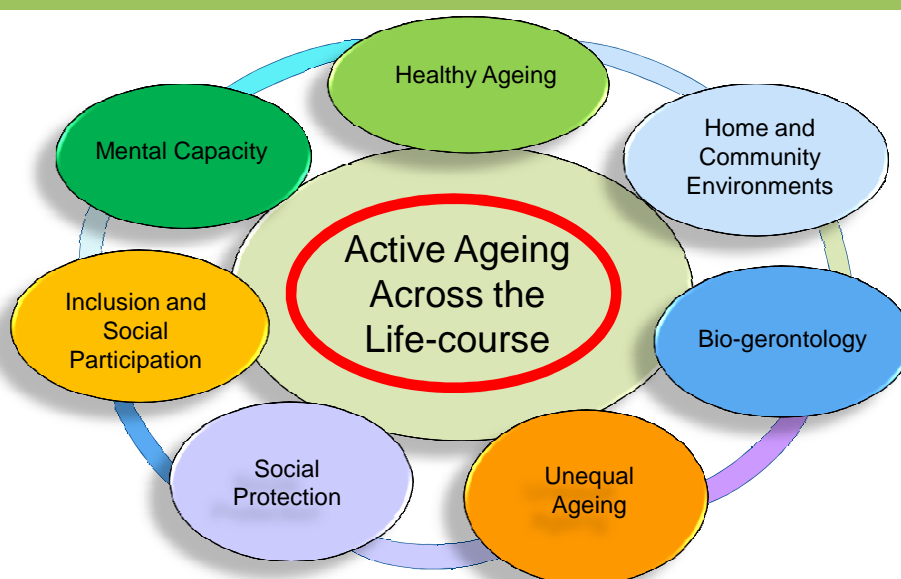 Healthy Ageing
Home and
Community
Environments
Mental Capacity
Active Ageing
Across the
Life-course
Inclusion and
Social
Participation
Bio-gerontology
Social
Protection
Unequal
Ageing